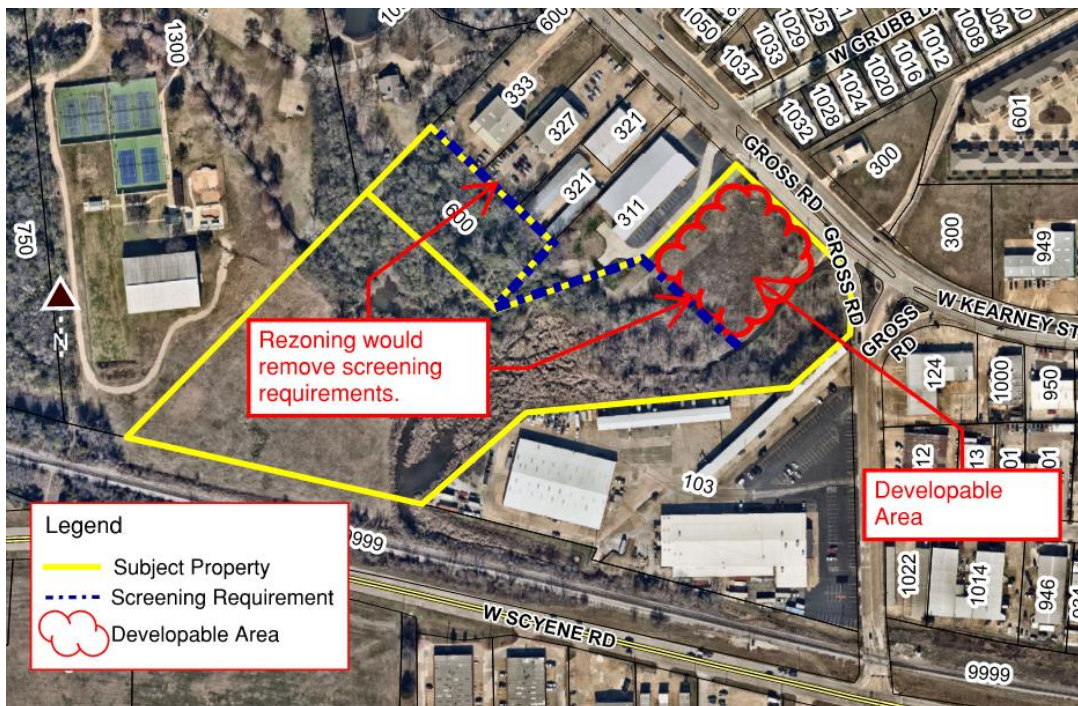 1300
600
1050
1037
1033
1029
1025
W GRUBB D
1032
1028
1024
1020
1016
1012
1008
004
601
333
327
321
321
311
600
750
N
GROSS RD
GROSS RD
GROSS
RD
300
300
949
W KEARNEY ST
Rezoning would
remove screening
requirements.
124
1000
950
103
Developable
Area
Legend
Subject Property
Screening Requirement
Developable Area
9999
W SCYENE RD
1022
1014
946
9999